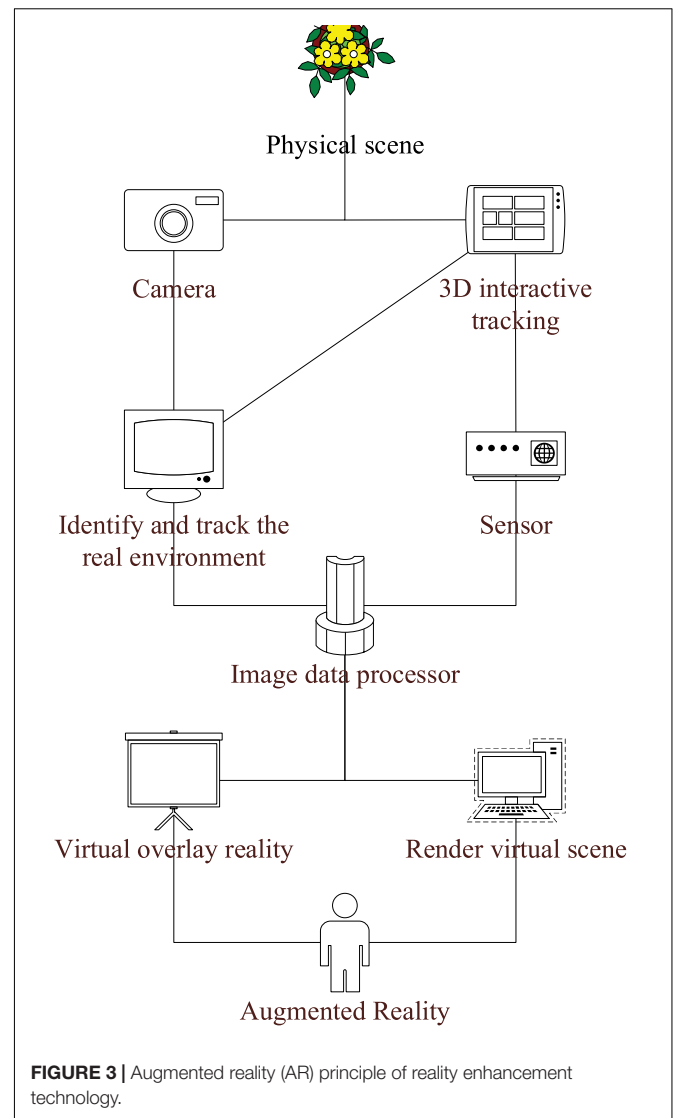 Physical scene
Camera
3D interactive
tracking
Identify and track the
real environment
Sensor
Image data processor
Virtual overlay reality
Render virtual scene
Augmented Reality
FIGURE 3 | Augmented reality (AR) principle of reality enhancement
technology.